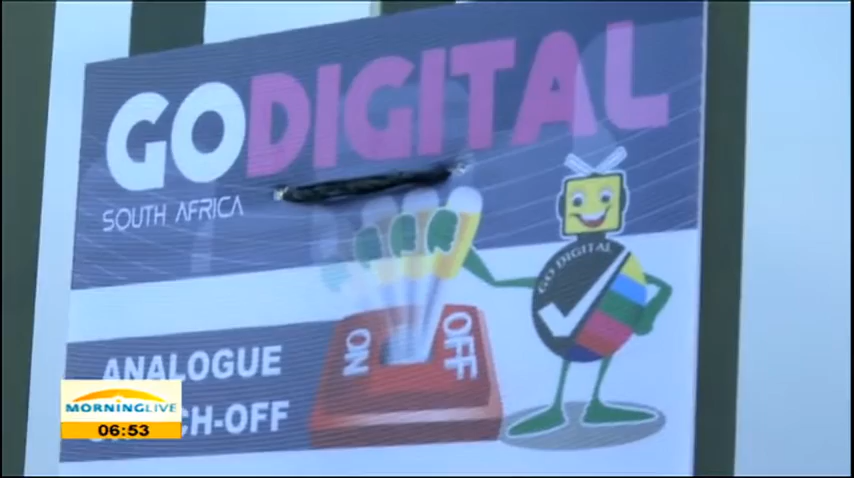 GODIGITAL
SOUTH AFRICA
GO DIGITAL
ON
OFF
ANALOGUE
CH-OFF
MORNINGLIVE
06:53